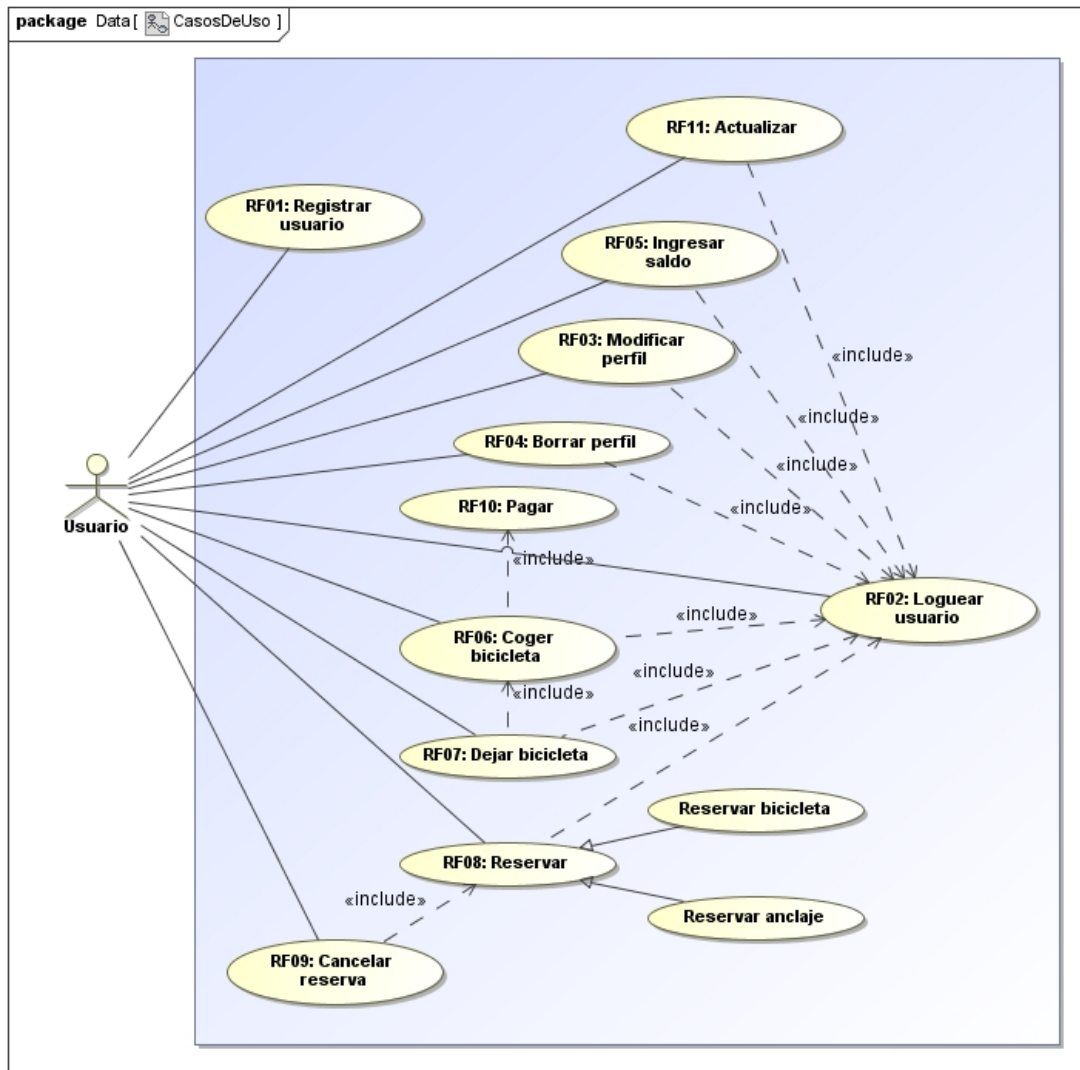 package Data [ CasosDeUso ]
RF11: Actualizar
RF01: Registrar
usuario
RF05: Ingresar
saldo
RF03: Modificar
perfil
«include»
«include»
RF04: Borrar perfil
«include»
RF10: Pagar
«include»
Usuario
«include»
RF02: Loguear
usuario
«include»
RF06: Coger
bicicleta
«include»
«include»
«include»
RF07: Dejar bicicleta
Reservar bicicleta
RF08: Reservar
«include»
Reservar anclaje
RF09: Cancelar
reserva